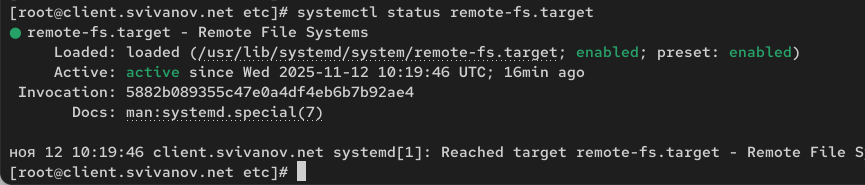 [root@client.svivanov.net etc]# systemctl status remote-fs.target
● remote-fs.target - Remote File Systems
     Loaded: loaded (/usr/lib/systemd/system/remote-fs.target; enabled; preset: enabled)
     Active: active since Wed 2025-11-12 10:19:46 UTC; 16min ago
 Invocation: 5882b089355c47e0a4df4eb6b7b92ae4
       Docs: man:systemd.special(7)
ноя 12 10:19:46 client.svivanov.net systemd[1]: Reached target remote-fs.target - Remote File S
[root@client.svivanov.net etc]#